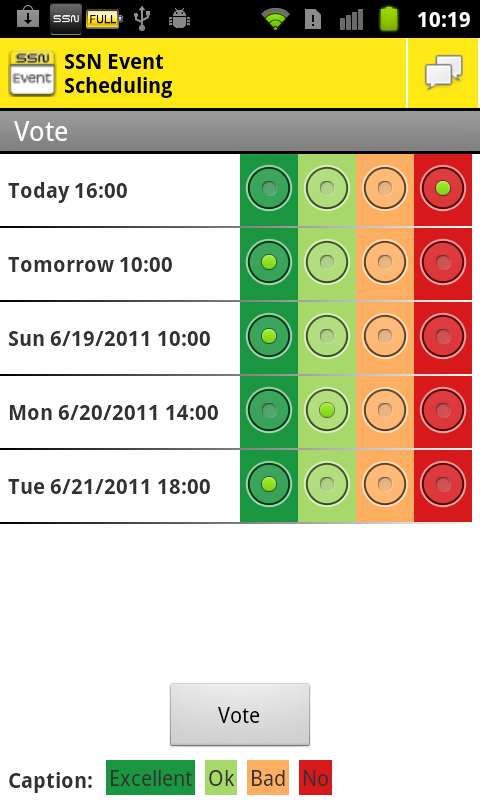 SSN FULL 10:19
SSN
Event
SSN Event
Scheduling
Vote
Today 16:00
Tomorrow 10:00
Sun 6/19/2011 10:00
Mon 6/20/2011 14:00
Tue 6/21/2011 18:00
Vote
Caption: Excellent Ok Bad No